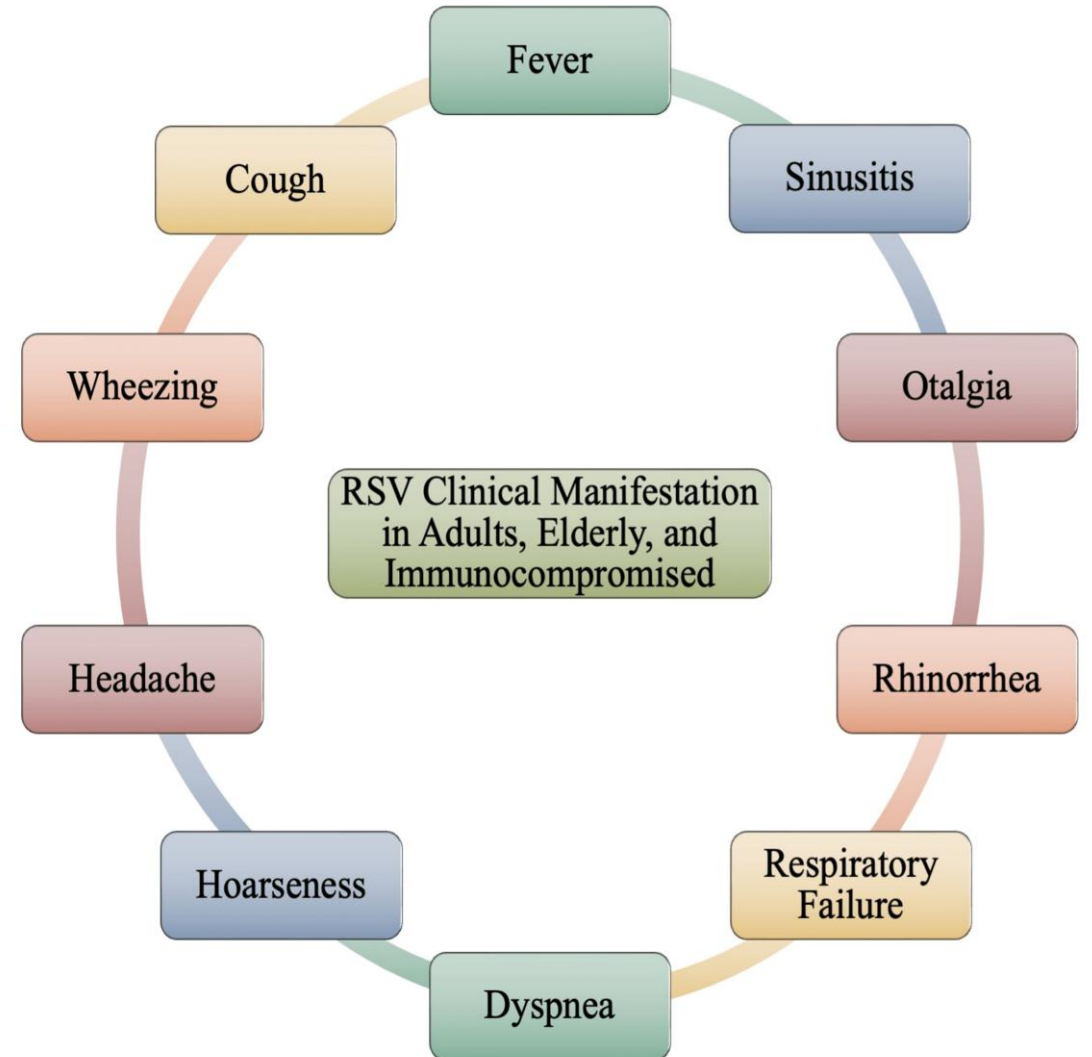 Fever
Sinusitis
Otalgia
Rhinorrhea
Respiratory
Failure
Dyspnea
Hoarseness
Headache
Wheezing
Cough
RSV Clinical Manifestation
in Adults, Elderly, and
Immunocompromised